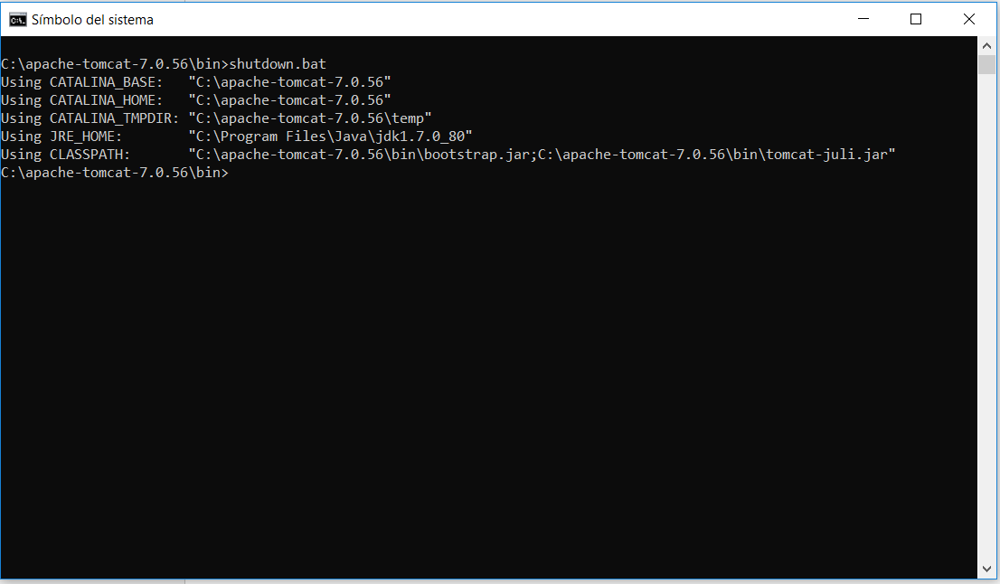 Símbolo del sistema
C:\apache-tomcat-7.0.56\bin>shutdown.bat
Using CATALINA_BASE:   "C:\apache-tomcat-7.0.56"
Using CATALINA_HOME:   "C:\apache-tomcat-7.0.56"
Using CATALINA_TMPDIR: "C:\apache-tomcat-7.0.56\temp"
Using JRE_HOME:        "C:\Program Files\Java\jdk1.7.0_80"
Using CLASSPATH:       "C:\apache-tomcat-7.0.56\bin\bootstrap.jar;C:\apache-tomcat-7.0.56\bin\tomcat-juli.jar"
C:\apache-tomcat-7.0.56\bin>